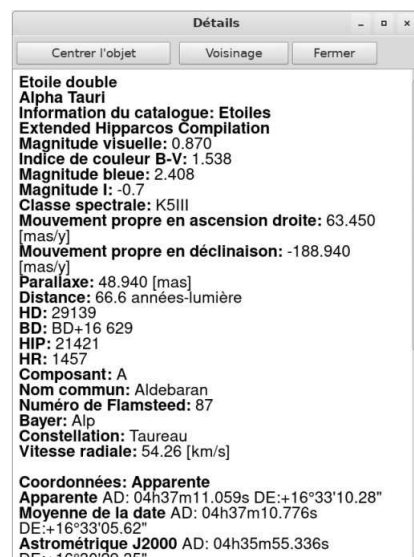 Détails
Centrer l'objet Voisinage Fermer
Etoile double
Alpha Tauri
Information du catalogue: Etoiles
Extended Hipparcos Compilation
Magnitude visuelle: 0.870
Indice de couleur B-V: 1.538
Magnitude bleue: 2.408
Magnitude I: -0.7
Classe spectrale: K5III
Mouvement propre en ascension droite: 63.450
[mas/y]
Mouvement propre en déclinaison: -188.940
[mas/y]
Parallaxe: 48.940 [mas]
Distance: 66.6 années-lumière
HD: 29139
BD: BD+16 629
HIP: 21421
HR: 1457
Composant: A
Nom commun: Aldebaran
Numéro de Flamsteed: 87
Bayer: Alp
Constellation: Taureau
Vitesse radiale: 54.26 [km/s]
Coordonnées: Apparente
Apparente AD: 04h37m11.059s DE:+16°33'10.28"
Moyenne de la date AD: 04h37m10.776s
DE:+16°33'05.62"
Astrométrique J2000 AD: 04h35m55.336s